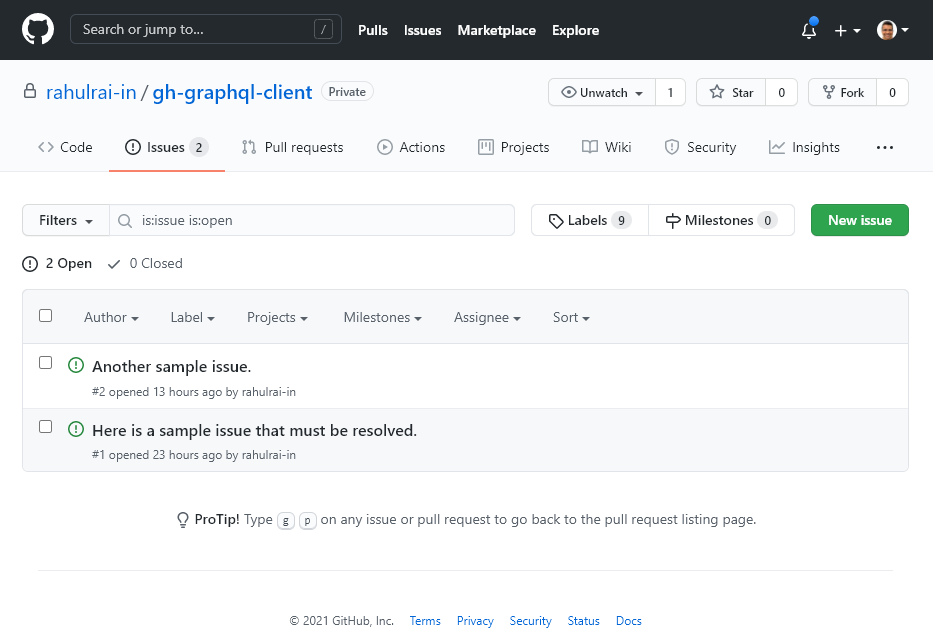 Search or jump to... / Pulls Issues Marketplace Explore
rahulrai-in / gh-graphql-client Private Unwatch 1 Star 0 Fork 0
Code Issues 2 Pull requests Actions Projects Wiki Security Insights ...
Filters is:issue is:open Labels 9 Milestones 0 New issue
2 Open 0 Closed
Author Label Projects Milestones Assignee Sort
Another sample issue.
#2 opened 13 hours ago by rahulrai-in
Here is a sample issue that must be resolved.
#1 opened 23 hours ago by rahulrai-in
ProTip! Type g p on any issue or pull request to go back to the pull request listing page.
© 2021 GitHub, Inc. Terms Privacy Security Status Docs